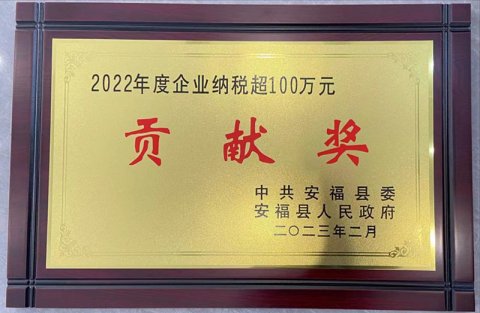 2022年度企业纳税超100万元
贡献奖
中共安福县委
安福县人民政府
二〇二三年二月